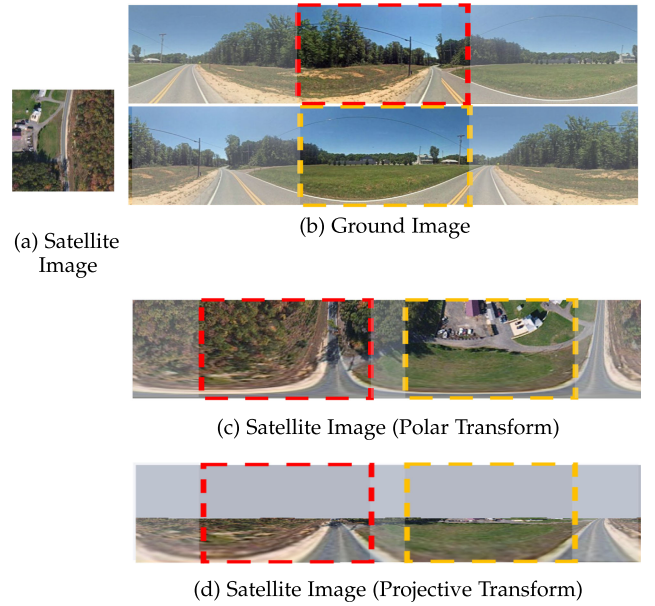 (a) Satellite
Image
(b) Ground Image
(c) Satellite Image (Polar Transform)
(d) Satellite Image (Projective Transform)